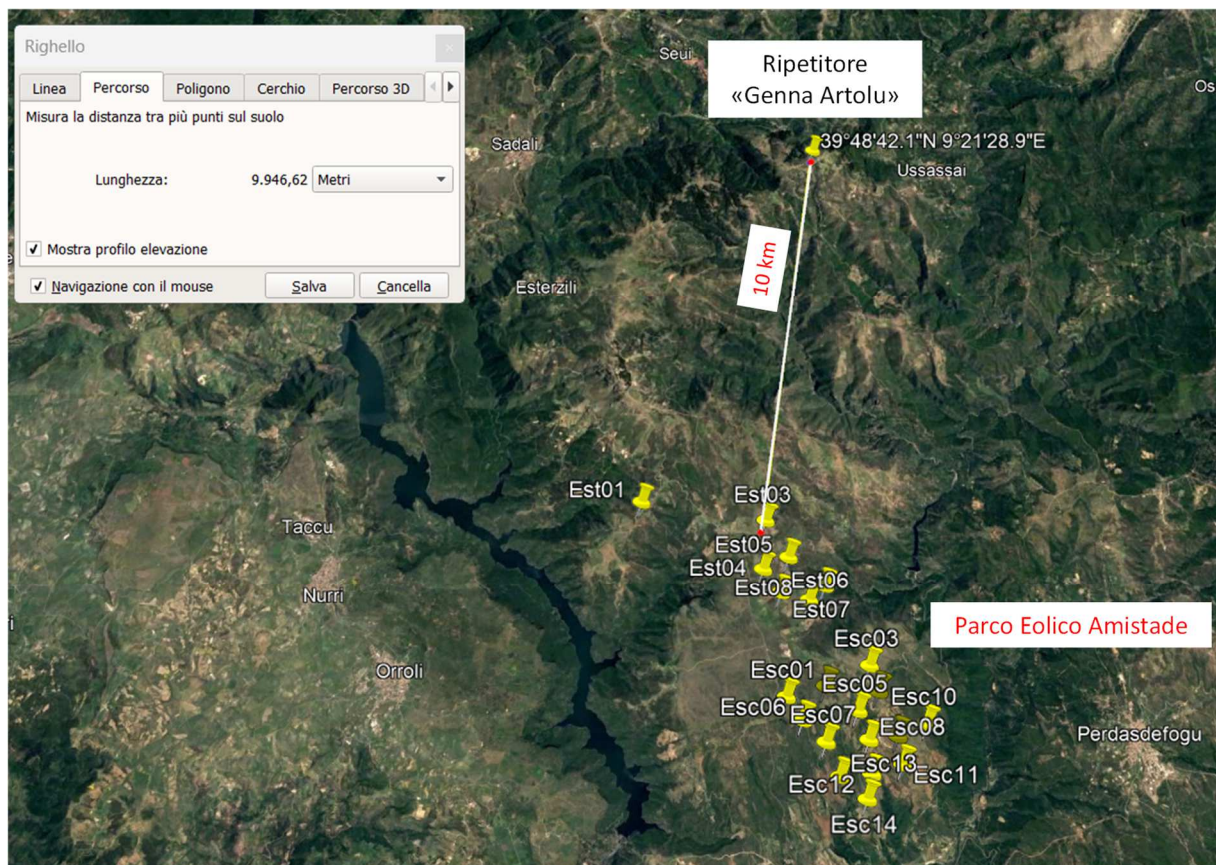 Righello
Linea
Percorso
Poligono
Cerchio
Percorso 3D
Misura la distanza tra più punti sul suolo
Lunghezza:
9.946,62
Metri
Mostra profilo elevazione
Navigazione con il mouse
Salva
Cancella
Seui
Ripetitore
«Genna Artolu»
Os
Sadali
39°48'42.1"N 9°21'28.9"E
Ussassai
10 km
Esterzili
Est01
Est03
Taccu
Est05
Est04
Est08
Est06
Est07
Nurri
Parco Eolico Amistade
Esc03
Orroli
Esc01
Esc05
Esc10
Esc06
Esc07
Esc08
Perdasdefogu
Esc13
Esc12
Esc11
Esc14